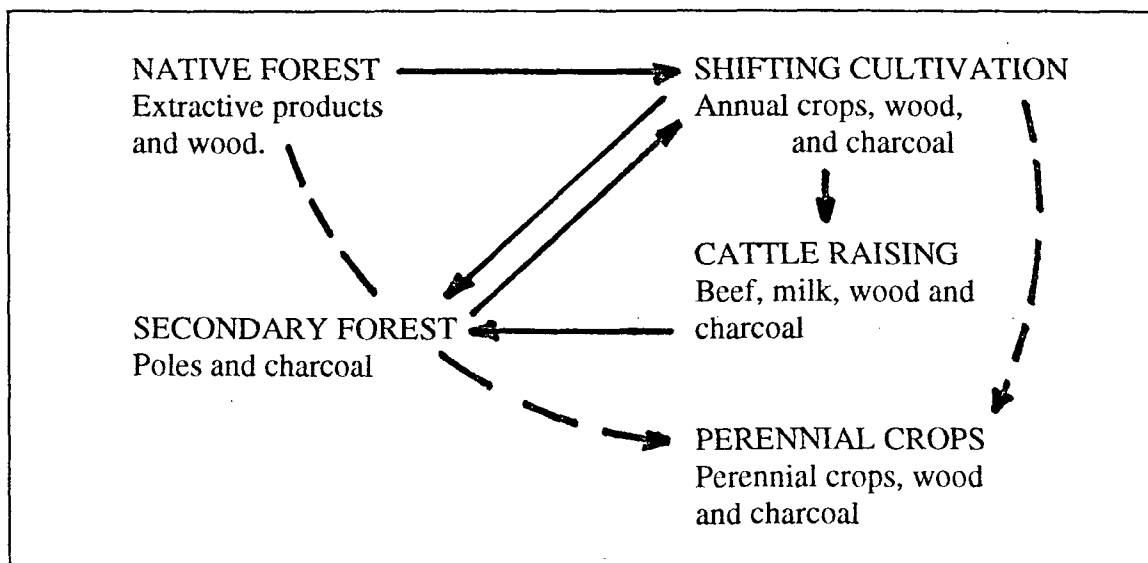 NATIVE FOREST
Extractive products
and wood.
SHIFTING CULTIVATION
Annual crops, wood,
and charcoal
CATTLE RAISING
Beef, milk, wood and
charcoal
SECONDARY FOREST
Poles and charcoal
PERENNIAL CROPS
Perennial crops, wood
and charcoal